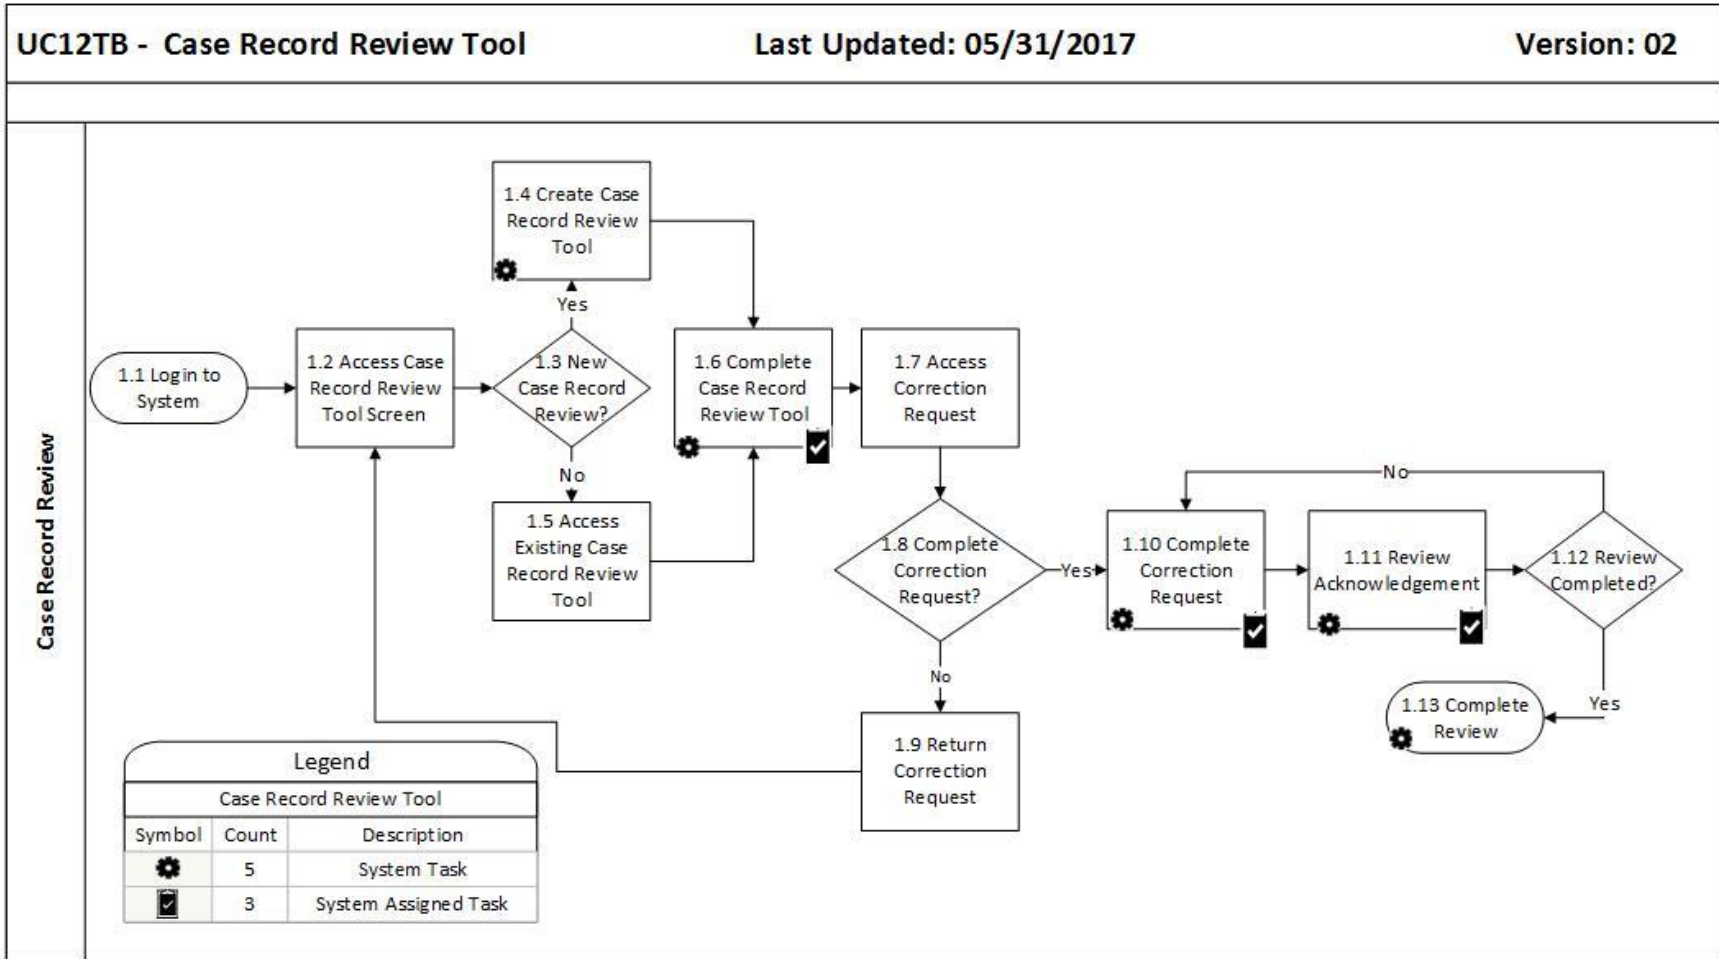 UC12TB - Case Record Review Tool
Last Updated: 05/31/2017
Version: 02
Case Record Review
1.1 Login to
System
1.2 Access Case
Record Review
Tool Screen
1.3 New
Case Record
Review?
Yes
1.4 Create Case
Record Review
Tool
No
1.5 Access
Existing Case
Record Review
Tool
1.6 Complete
Case Record
Review Tool
1.7 Access
Correction
Request
1.8 Complete
Correction
Request?
Yes
No
1.9 Return
Correction
Request
1.10 Complete
Correction
Request
1.11 Review
Acknowledgement
1.12 Review
Completed?
No
Yes
1.13 Complete
Review
Legend
Case Record Review Tool
Symbol Count Description
5 System Task
3 System Assigned Task